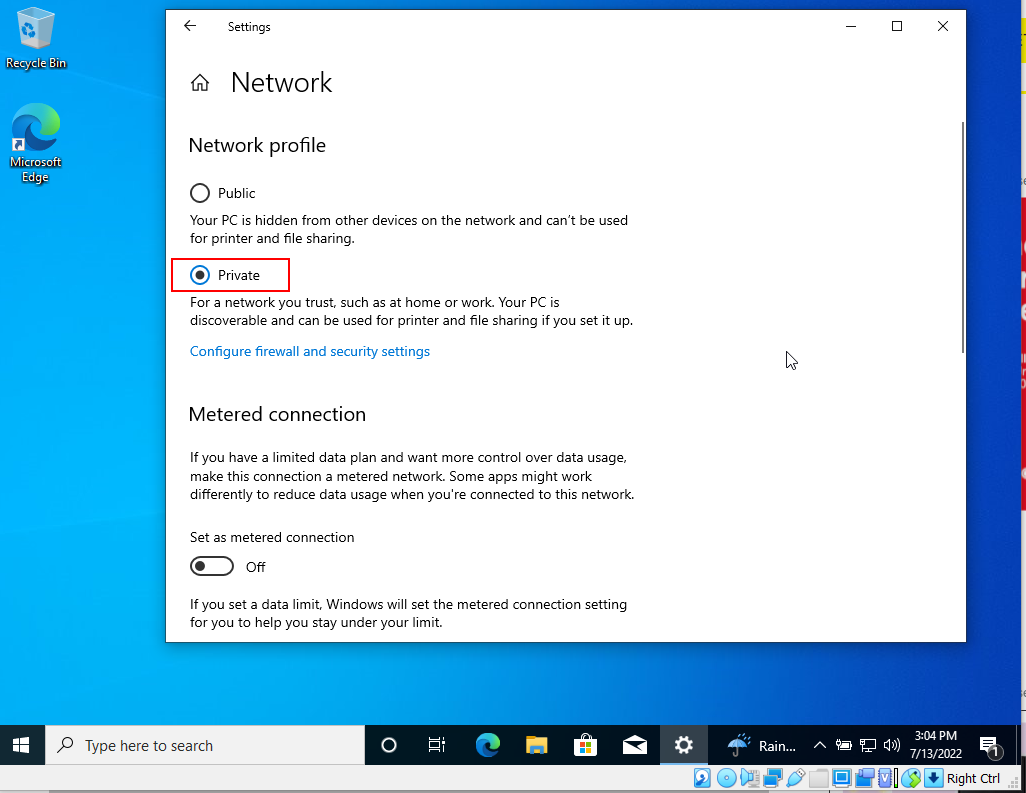 Recycle Bin
Microsoft
Edge
Settings
Network
Network profile
Public
Your PC is hidden from other devices on the network and can't be used
for printer and file sharing.
Private
For a network you trust, such as at home or work. Your PC is
discoverable and can be used for printer and file sharing if you set it up.
Configure firewall and security settings
Metered connection
If you have a limited data plan and want more control over data usage,
make this connection a metered network. Some apps might work
differently to reduce data usage when you're connected to this network.
Set as metered connection
Off
If you set a data limit, Windows will set the metered connection setting
for you to help you stay under your limit.
Type here to search
Rain...
3:04 PM
7/13/2022
1
Right Ctrl